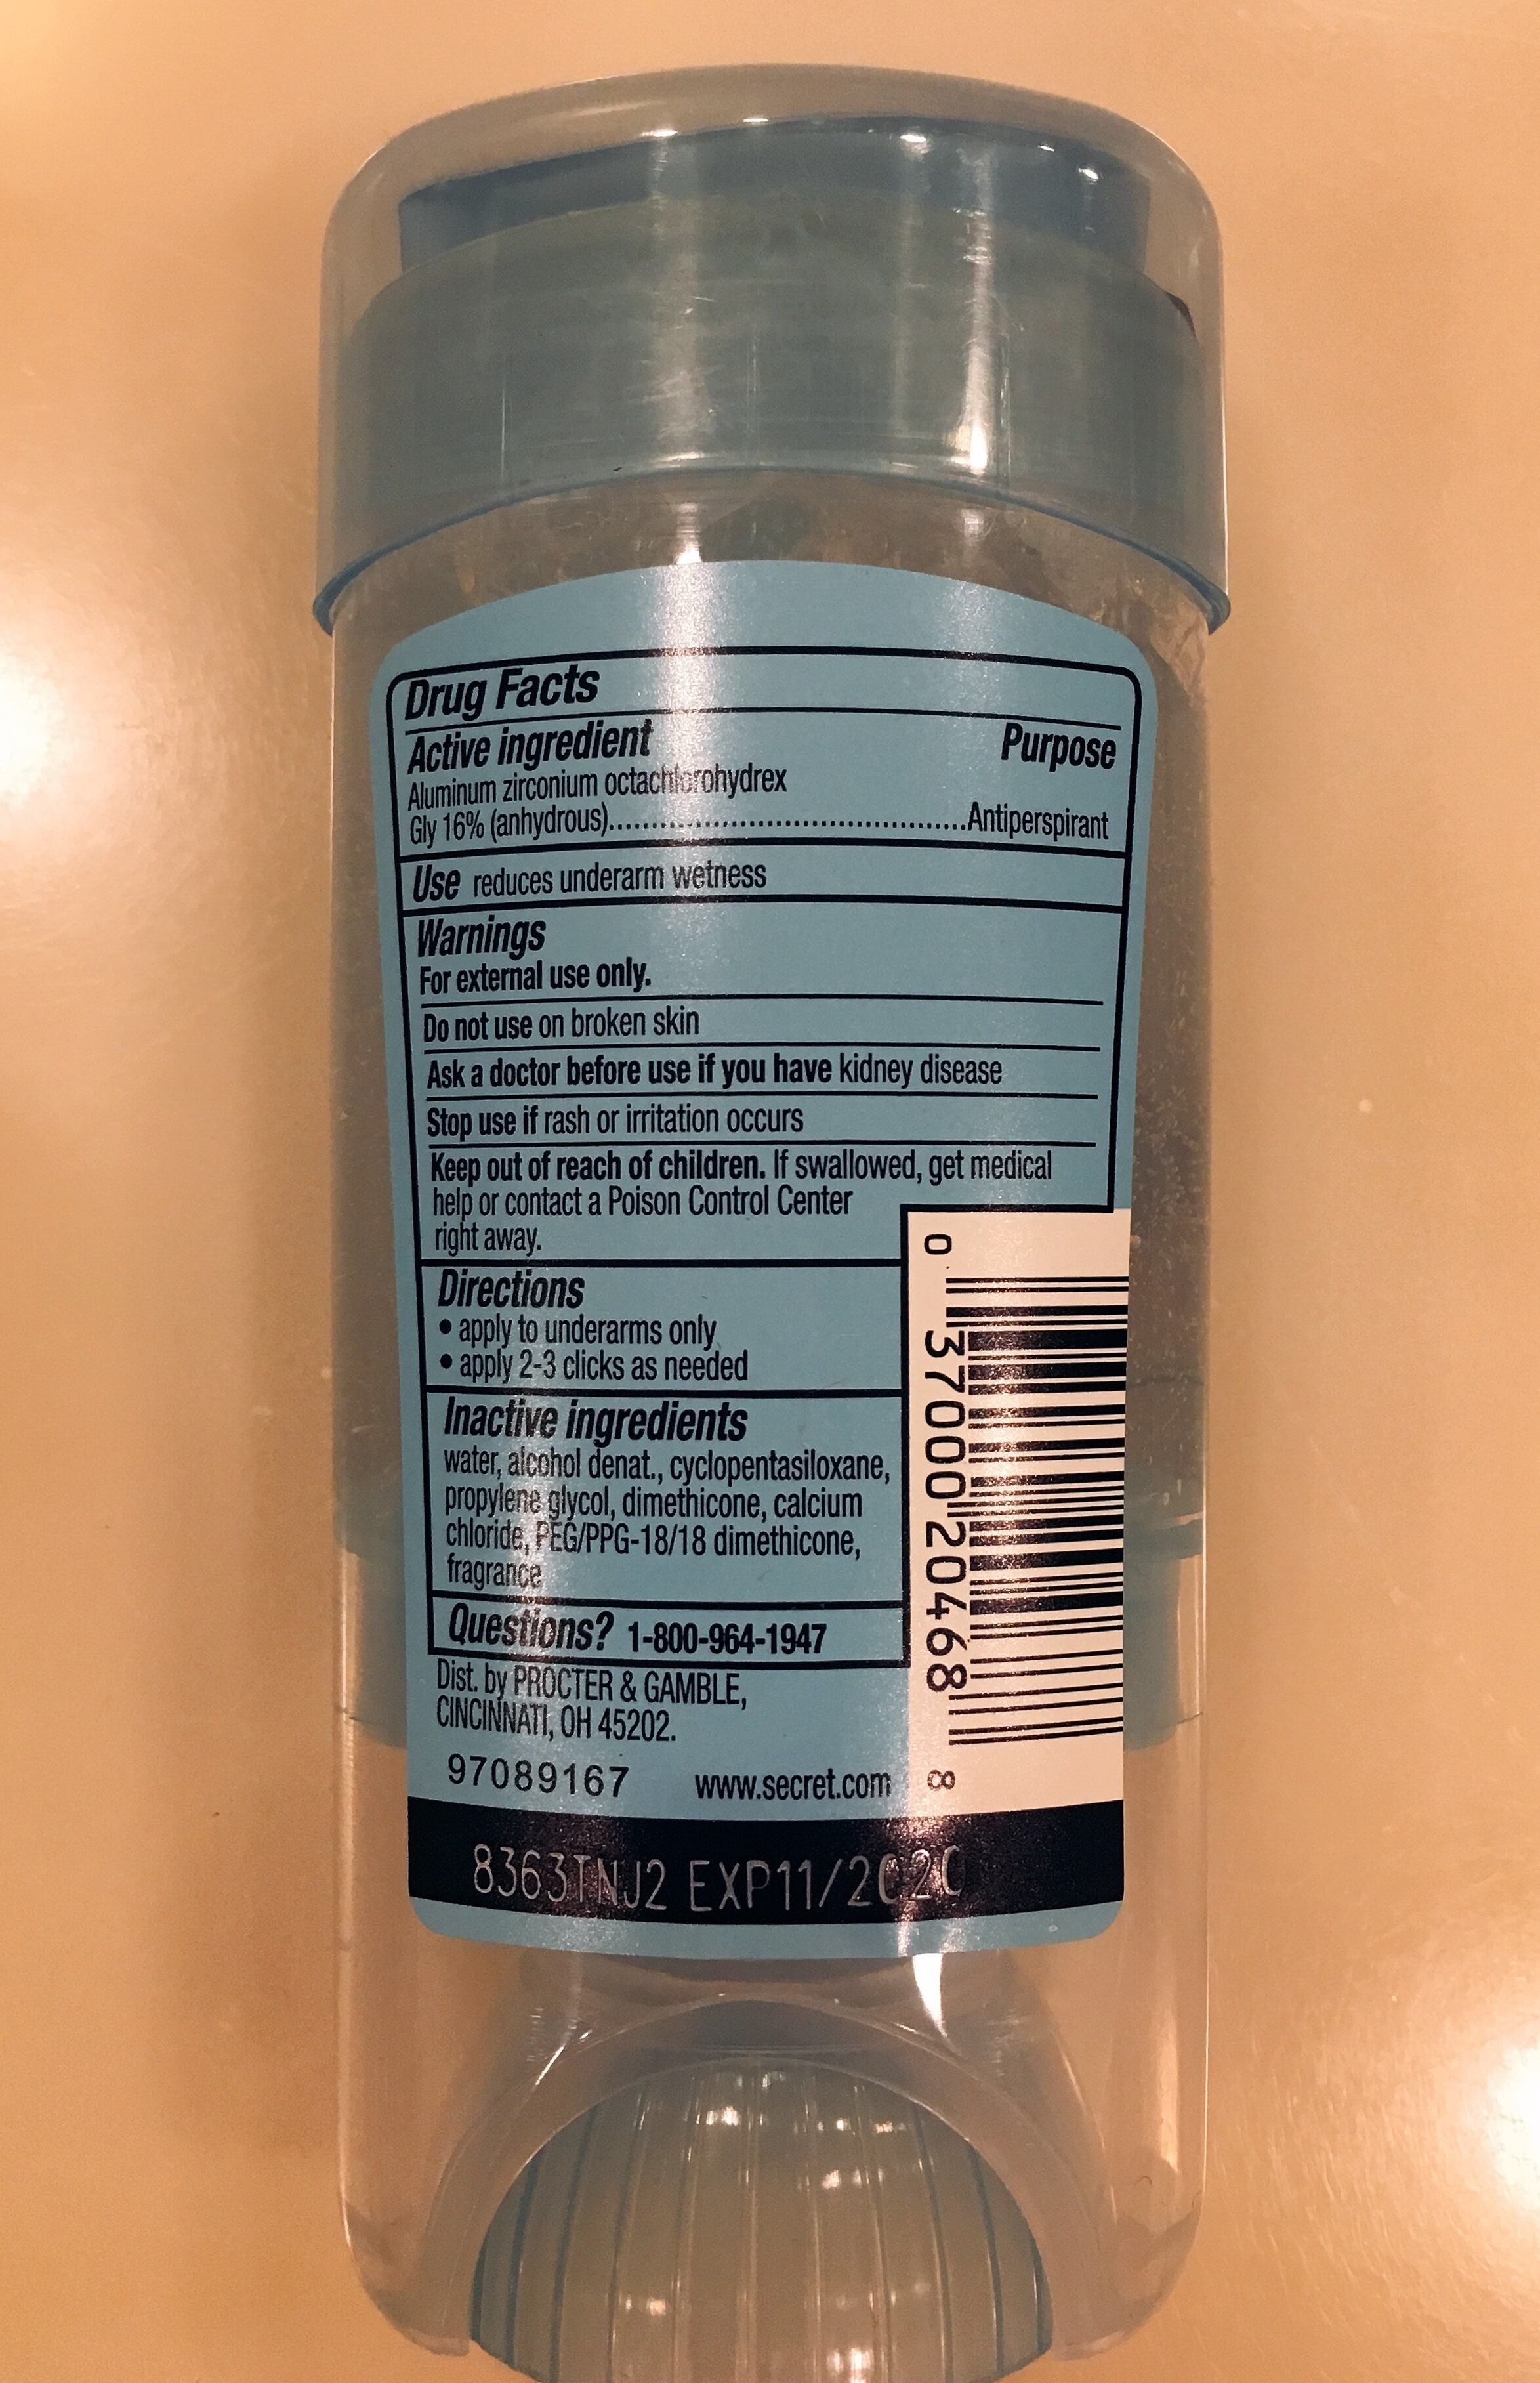 Drug Facts
Active ingredient Purpose
Aluminum zirconium octachlorohydrex
Gly 16% (anhydrous)......................................Antiperspirant
Use reduces underarm wetness
Warnings
For external use only.
Do not use on broken skin
Ask a doctor before use if you have kidney disease
Stop use if rash or irritation occurs
Keep out of reach of children. If swallowed, get medical
help or contact a Poison Control Center
right away.
Directions
• apply to underarms only
• apply 2-3 clicks as needed
Inactive ingredients
water, alcohol denat., cyclopentasiloxane,
propylene glycol, dimethicone, calcium
chloride, PEG/PPG-18/18 dimethicone,
fragrance
Questions? 1-800-964-1947
Dist. by PROCTER & GAMBLE,
CINCINNATI, OH 45202.
97089167 www.secret.com
0 37000 20468 8
8363TNJ2 EXP11/2020